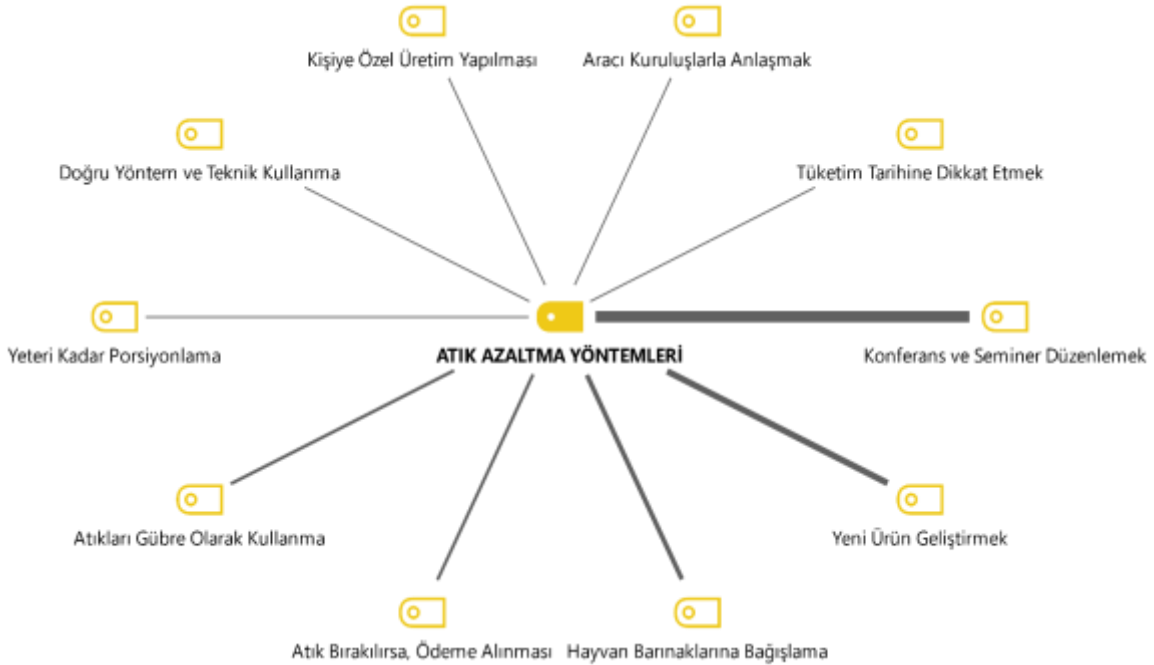 Kişiye Özel Üretim Yapılması
Aracı Kuruluşlarla Anlaşmak
Doğru Yöntem ve Teknik Kullanma
Tüketim Tarihine Dikkat Etmek
Yeteri Kadar Porsiyonlama
ATIK AZALTMA YÖNTEMLERİ
Konferans ve Seminer Düzenlemek
Atıkları Gübre Olarak Kullanma
Yeni Ürün Geliştirmek
Atık Bırakılırsa, Ödeme Alınması
Hayvan Barınaklarına Bağışlama